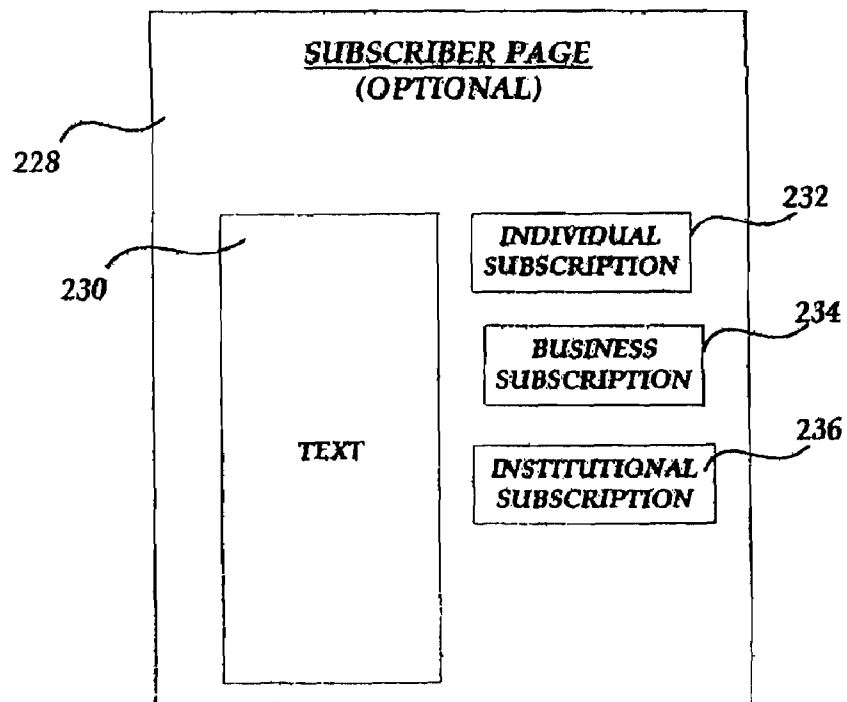 SUBSCRIBER PAGE
(OPTIONAL)
228
232
INDIVIDUAL
SUBSCRIPTION
230
234
BUSINESS
SUBSCRIPTION
236
TEXT
INSTITUTIONAL
SUBSCRIPTION